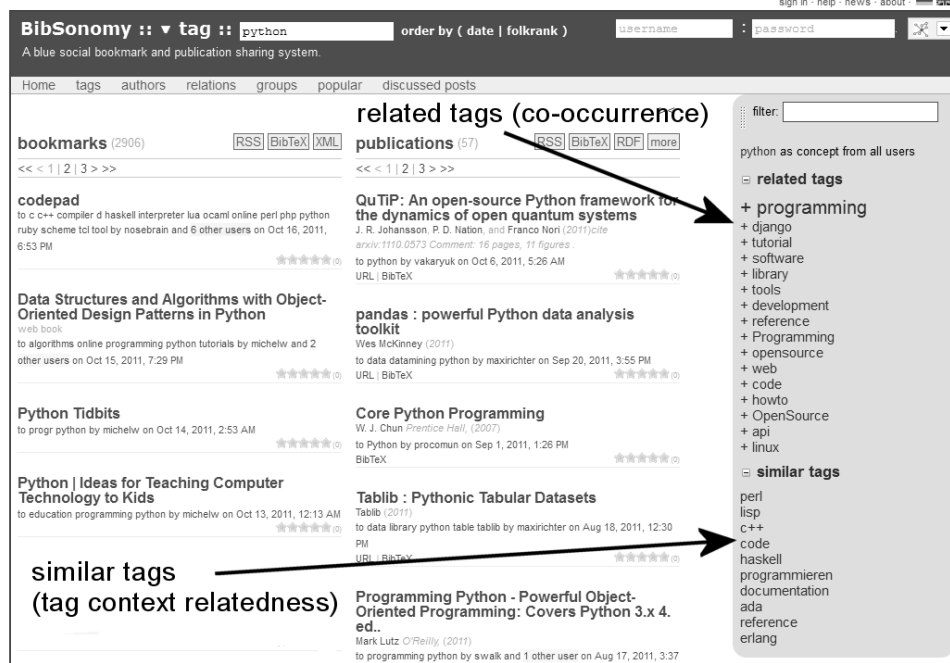 sign in · help · news · about ·
BibSonomy :: ▾ tag :: python order by ( date | folkrank ) username : password
A blue social bookmark and publication sharing system.
Home tags authors relations groups popular discussed posts
related tags (co-occurrence)
bookmarks (2906) RSS BibTeX XML
<< < 1 | 2 | 3 > >>
codepad
to c c++ compiler d haskell interpreter lua ocaml online perl php python
ruby scheme tcl tool by nosebrain and 6 other users on Oct 16, 2011,
6:53 PM
(0)
Data Structures and Algorithms with Object-
Oriented Design Patterns in Python
web book
to algorithms online programming python tutorials by michelw and 2
other users on Oct 15, 2011, 7:29 PM
(0)
Python Tidbits
to progr python by michelw on Oct 14, 2011, 2:53 AM
(0)
Python | Ideas for Teaching Computer
Technology to Kids
to education programming python by michelw on Oct 13, 2011, 12:13 AM
(0)
similar tags
(tag context relatedness)
publications (57) RSS BibTeX RDF more
<< < 1 | 2 | 3 > >>
QuTiP: An open-source Python framework for
the dynamics of open quantum systems
J. R. Johansson, P. D. Nation, and Franco Nori (2011)cite
arxiv:1110.0573 Comment: 16 pages, 11 figures .
to python by vakaryuk on Oct 6, 2011, 5:26 AM
URL | BibTeX (0)
pandas : powerful Python data analysis
toolkit
Wes McKinney (2011)
to data datamining python by maxirichter on Sep 20, 2011, 3:55 PM
URL | BibTeX (0)
Core Python Programming
W. J. Chun Prentice Hall, (2007)
to Python by procomun on Sep 1, 2011, 1:26 PM
BibTeX (0)
Tablib : Pythonic Tabular Datasets
Tablib (2011)
to data library python table tablib by maxirichter on Aug 18, 2011, 12:30
PM
URL | BibTeX (0)
Programming Python - Powerful Object-
Oriented Programming: Covers Python 3.x 4.
ed..
Mark Lutz O'Reilly, (2011)
to programming python by swalk and 1 other user on Aug 17, 2011, 3:37
filter:
python as concept from all users
related tags
+ programming
+ django
+ tutorial
+ software
+ library
+ tools
+ development
+ reference
+ Programming
+ opensource
+ web
+ code
+ howto
+ OpenSource
+ api
+ linux
similar tags
perl
lisp
c++
code
haskell
programmieren
documentation
ada
reference
erlang